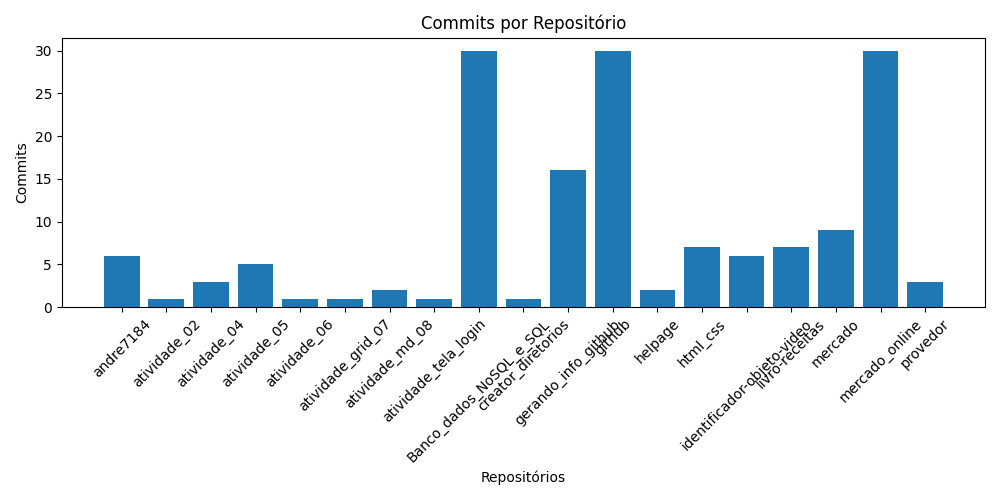 Commits por Repositório
Commits
30
25
20
15
10
5
0
andre7184
atividade_02
atividade_04
atividade_05
atividade_06
atividade_grid_07
atividade_md_08
atividade_tela_login
Banco_dados_NoSQL_e_SQL
creator_diretorios
gerando_info_github
github
helpage
html_css
identificador-objeto-video
livro-receitas
mercado
mercado_online
provedor
Repositórios